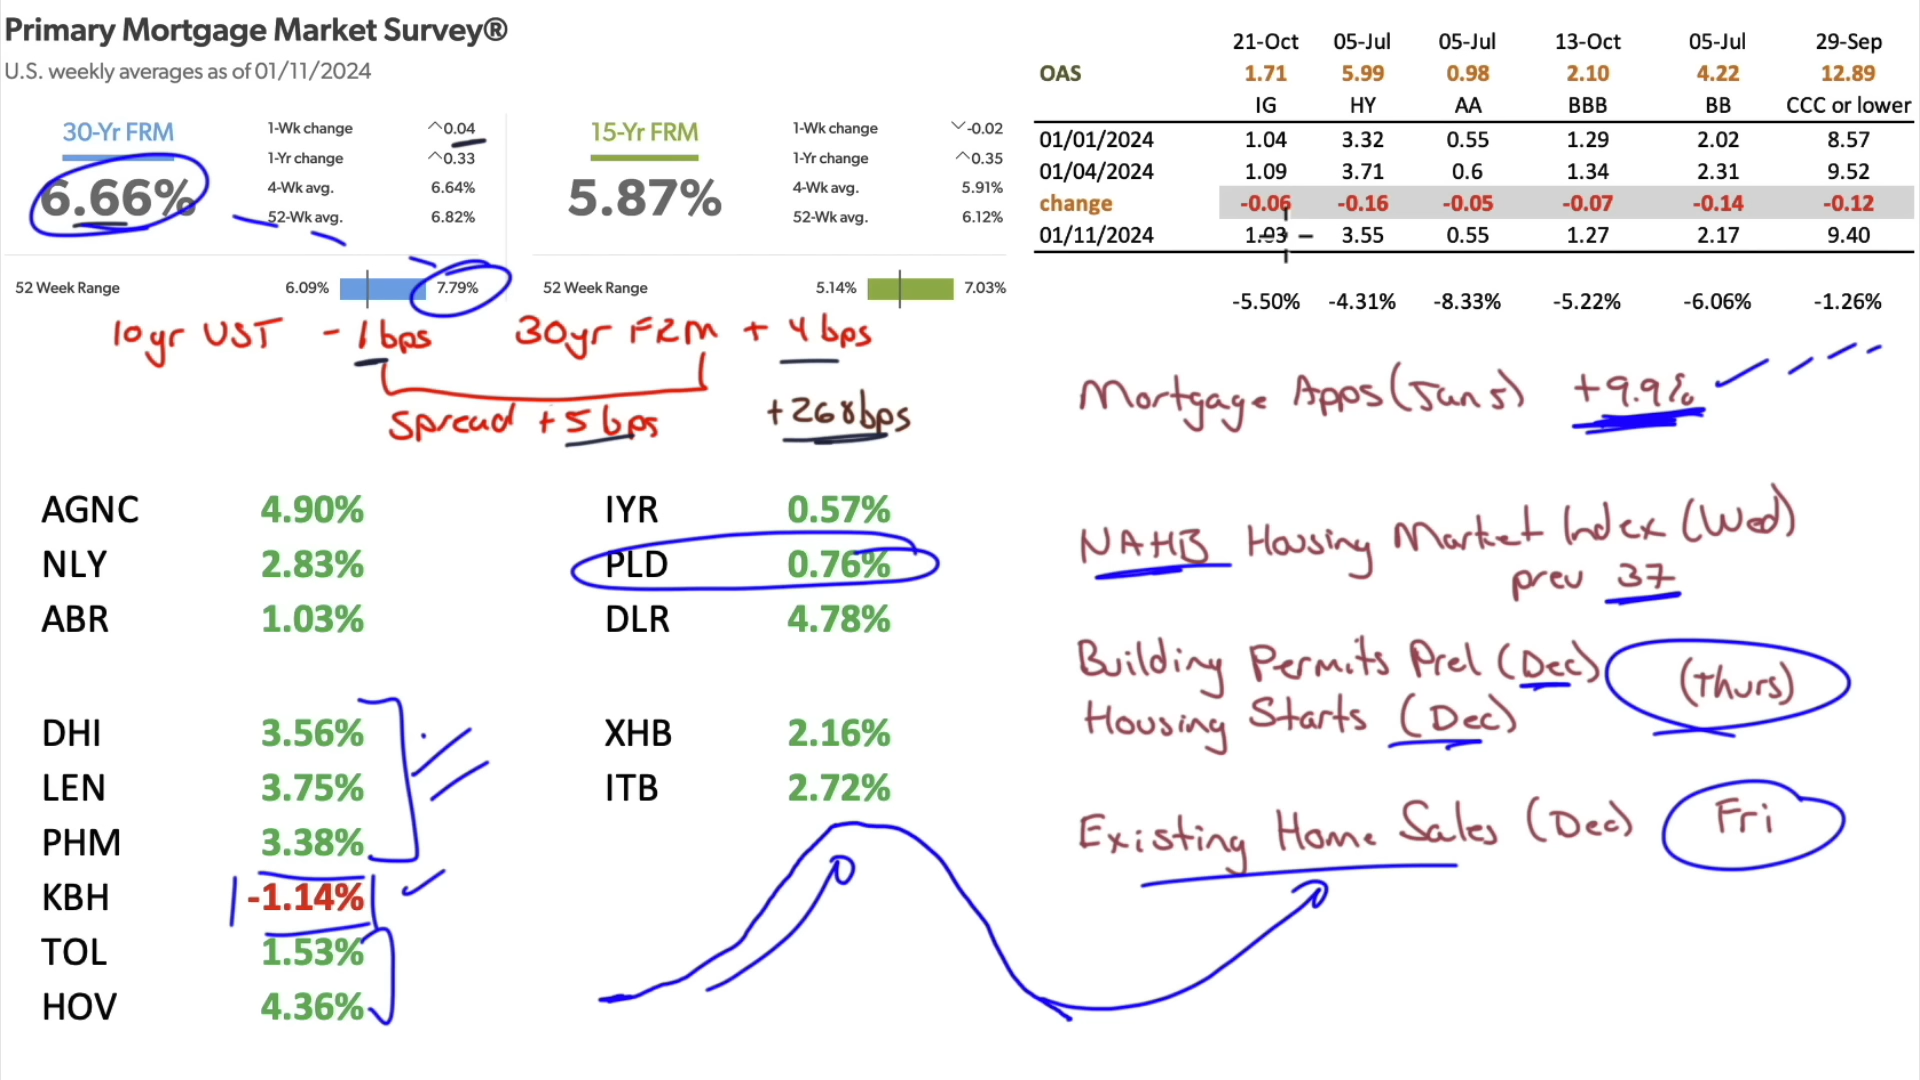 Primary Mortgage Market Survey®
U.S. weekly averages as of 01/11/2024
30-Yr FRM
6.66%
1-Wk change ^0.04
1-Yr change ^0.33
4-Wk avg. 6.64%
52-Wk avg. 6.82%
52 Week Range 6.09% 7.79%
15-Yr FRM
5.87%
1-Wk change -0.02
1-Yr change ^0.35
4-Wk avg. 5.91%
52-Wk avg. 6.12%
52 Week Range 5.14% 7.03%
10yr UST - 1bps 30yr FRM + 4bps
Spread +5bps +268bps
AGNC 4.90%
NLY 2.83%
ABR 1.03%
IYR 0.57%
PLD 0.76%
DLR 4.78%
DHI 3.56%
LEN 3.75%
PHM 3.38%
KBH -1.14%
TOL 1.53%
HOV 4.36%
XHB 2.16%
ITB 2.72%
21-Oct 05-Jul 05-Jul 13-Oct 05-Jul 29-Sep
OAS 1.71 5.99 0.98 2.10 4.22 12.89
IG HY AA BBB BB CCC or lower
01/01/2024 1.04 3.32 0.55 1.29 2.02 8.57
01/04/2024 1.09 3.71 0.6 1.34 2.31 9.52
change -0.06 -0.16 -0.05 -0.07 -0.14 -0.12
01/11/2024 1.03 3.55 0.55 1.27 2.17 9.40
-5.50% -4.31% -8.33% -5.22% -6.06% -1.26%
Mortgage Apps (Jan 5) +9.9%
NAHB Housing Market Index (Wed)
prev 37
Building Permits Prel (Dec) (Thurs)
Housing Starts (Dec)
Existing Home Sales (Dec) Fri